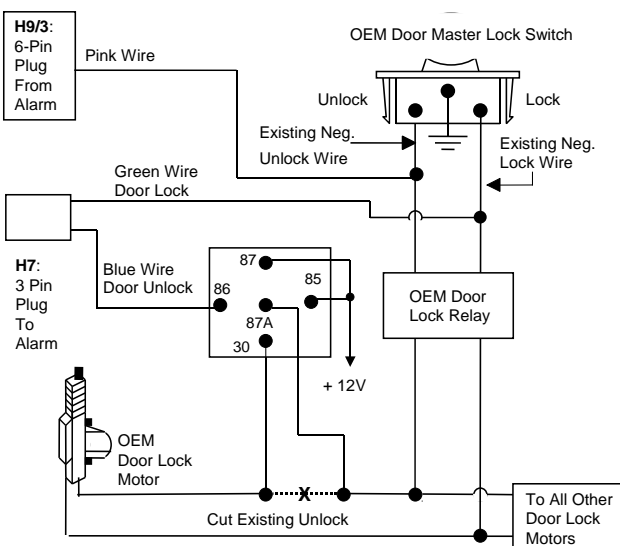 H9/3:
6-Pin
Plug
From
Alarm
Pink Wire
OEM Door Master Lock Switch
Unlock
Lock
Existing Neg.
Unlock Wire
Existing Neg.
Lock Wire
Green Wire
Door Lock
H7:
3 Pin
Plug
To
Alarm
Blue Wire
Door Unlock
87
86
85
87A
30
+ 12V
OEM Door
Lock Relay
OEM
Door Lock
Motor
X
Cut Existing Unlock
To All Other
Door Lock
Motors